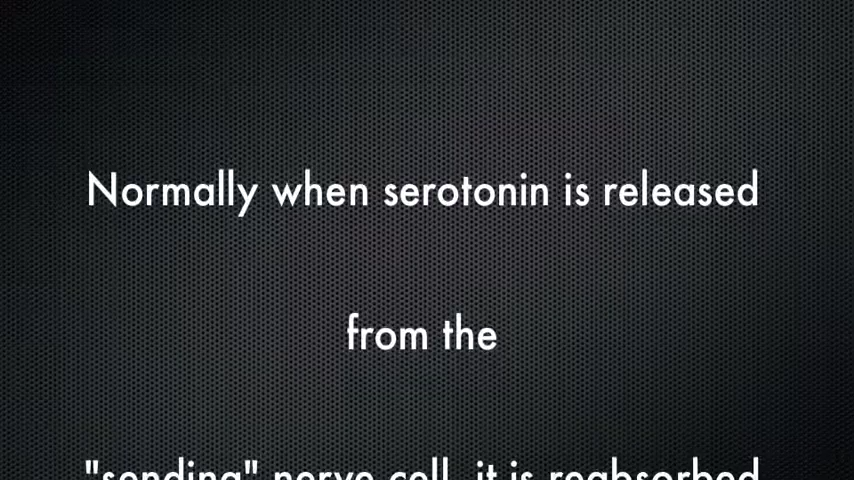 Normally when serotonin is released
from the
"sending" nerve cell, it is reabsorbed